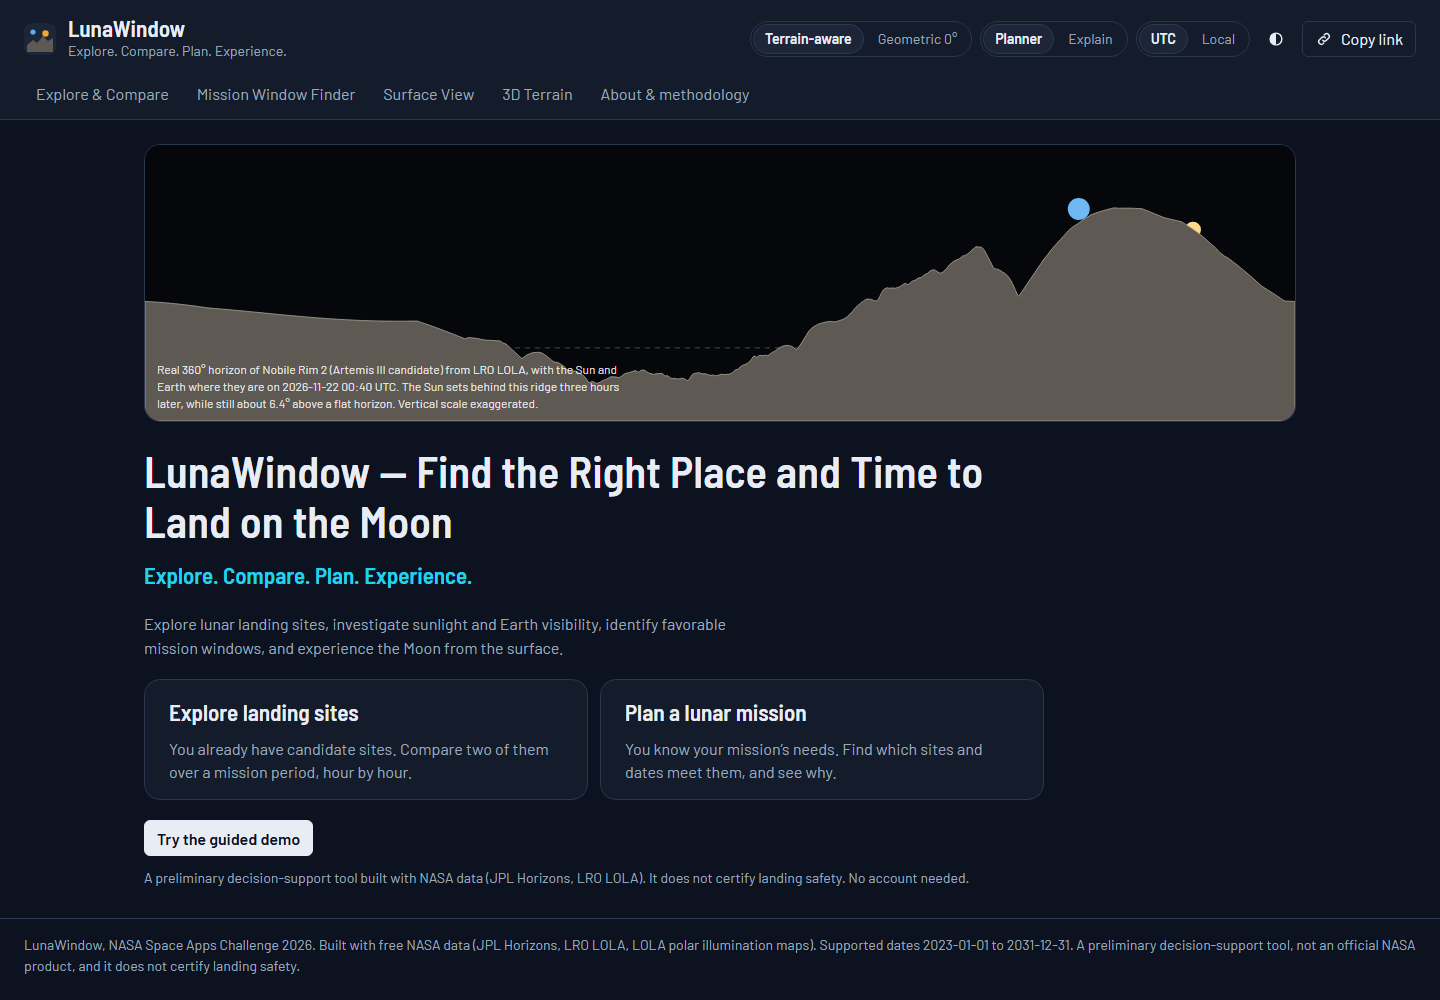 LunaWindow
Explore. Compare. Plan. Experience.
Terrain-aware Geometric 0°
Planner Explain
UTC Local
Copy link
Explore & Compare Mission Window Finder Surface View 3D Terrain About & methodology
Real 360° horizon of Nobile Rim 2 (Artemis III candidate) from LRO LOLA, with the Sun and
Earth where they are on 2026-11-22 00:40 UTC. The Sun sets behind this ridge three hours
later, while still about 6.4° above a flat horizon. Vertical scale exaggerated.
LunaWindow — Find the Right Place and Time to
Land on the Moon
Explore. Compare. Plan. Experience.
Explore lunar landing sites, investigate sunlight and Earth visibility, identify favorable
mission windows, and experience the Moon from the surface.
Explore landing sites
You already have candidate sites. Compare two of them
over a mission period, hour by hour.
Plan a lunar mission
You know your mission's needs. Find which sites and
dates meet them, and see why.
Try the guided demo
A preliminary decision-support tool built with NASA data (JPL Horizons, LRO LOLA). It does not certify landing safety. No account needed.
LunaWindow, NASA Space Apps Challenge 2026. Built with free NASA data (JPL Horizons, LRO LOLA, LOLA polar illumination maps). Supported dates 2023-01-01 to 2031-12-31. A preliminary decision-support tool, not an official NASA
product, and it does not certify landing safety.